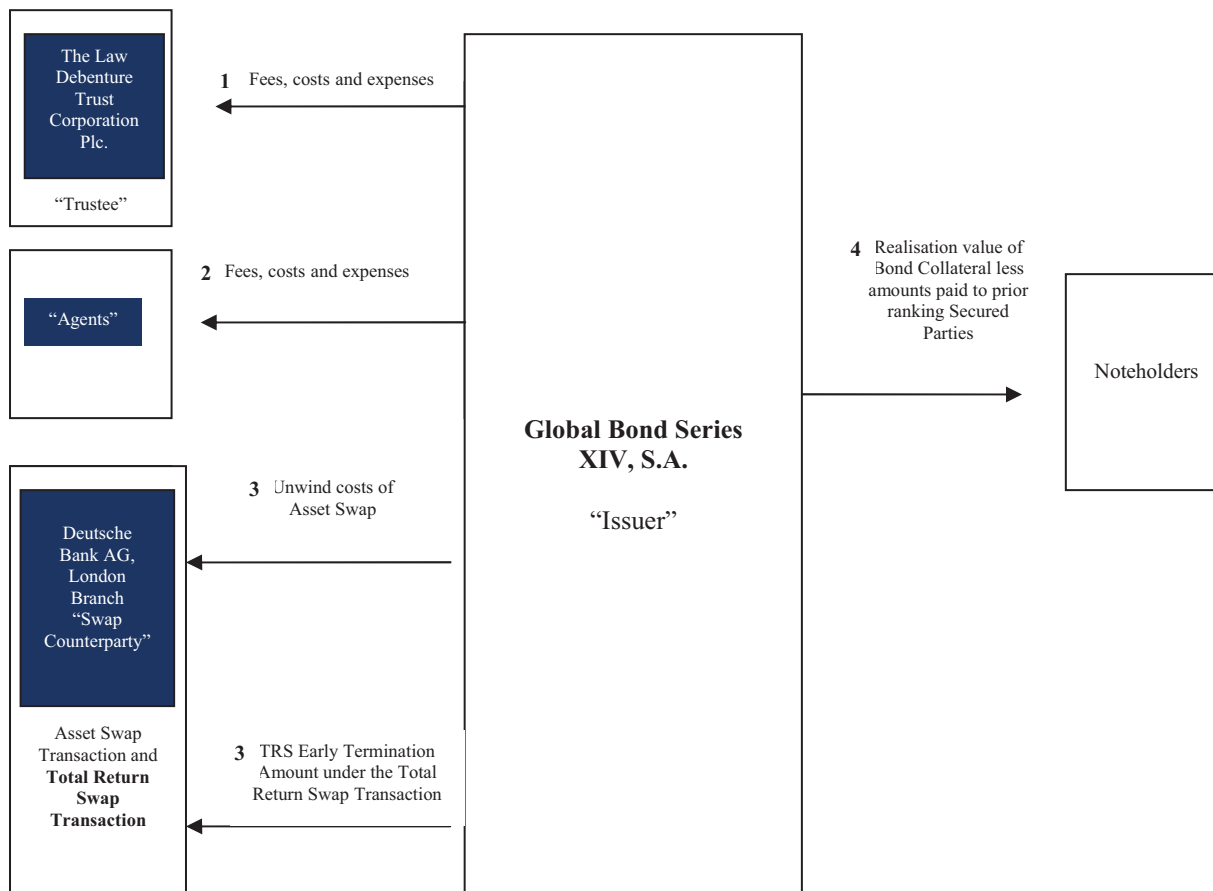 The Law
Debenture
Trust
Corporation
Plc.
“Trustee”
1 Fees, costs and expenses
2 Fees, costs and expenses
“Agents”
3 Unwind costs of
Asset Swap
Deutsche
Bank AG,
London
Branch
“Swap
Counterparty”
Asset Swap
Transaction and
Total Return
Swap
Transaction
3 TRS Early Termination
Amount under the Total
Return Swap Transaction
Global Bond Series
XIV, S.A.
“Issuer”
4 Realisation value of
Bond Collateral less
amounts paid to prior
ranking Secured
Parties
Noteholders